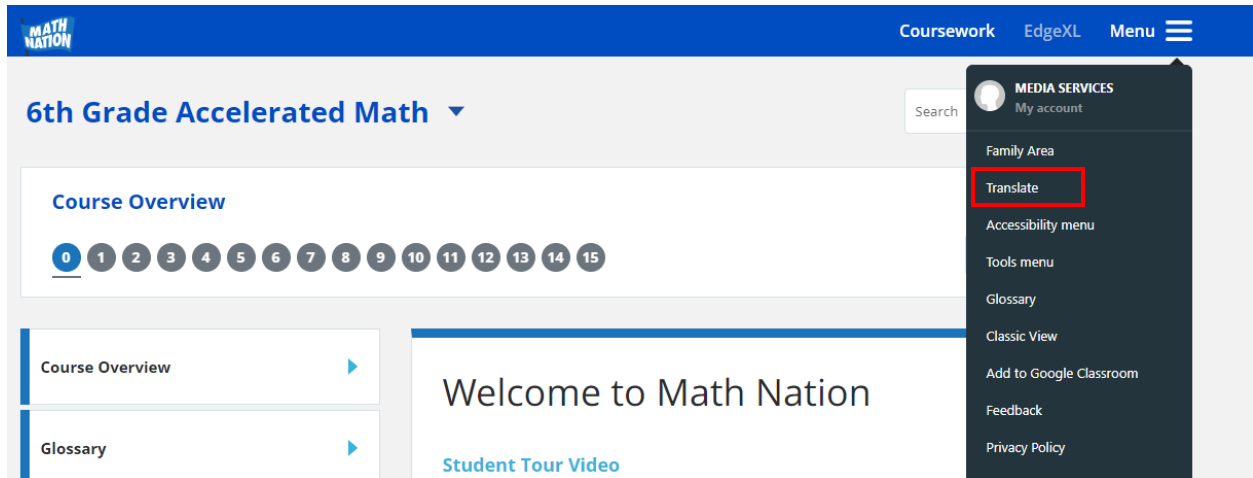 MATH
NATION
Coursework EdgeXL Menu
6th Grade Accelerated Math
Search
MEDIA SERVICES
My account
Family Area
Translate
Accessibility menu
Tools menu
Glossary
Classic View
Add to Google Classroom
Feedback
Privacy Policy
Course Overview
0 1 2 3 4 5 6 7 8 9 10 11 12 13 14 15
Course Overview
Glossary
Welcome to Math Nation
Student Tour Video